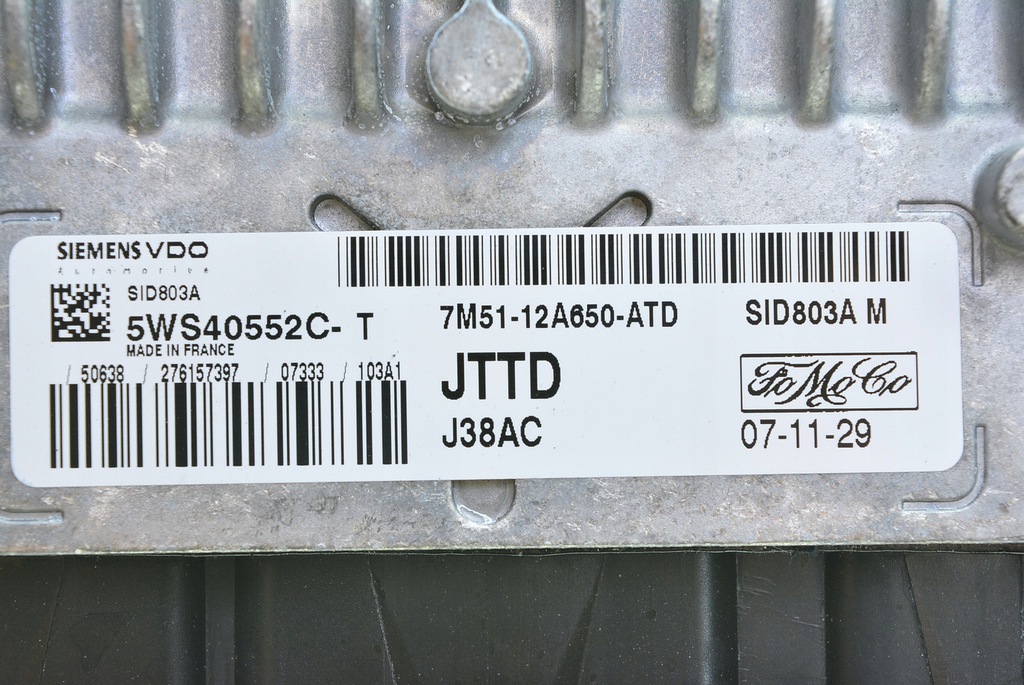 SIEMENS VDO
Automotive
SID803A
5WS40552C- T
MADE IN FRANCE
/ 50638 / 276157397 / 07333 / 103A1
7M51-12A650-ATD
JTTD
J38AC
SID803A M
FoMoCo
07-11-29